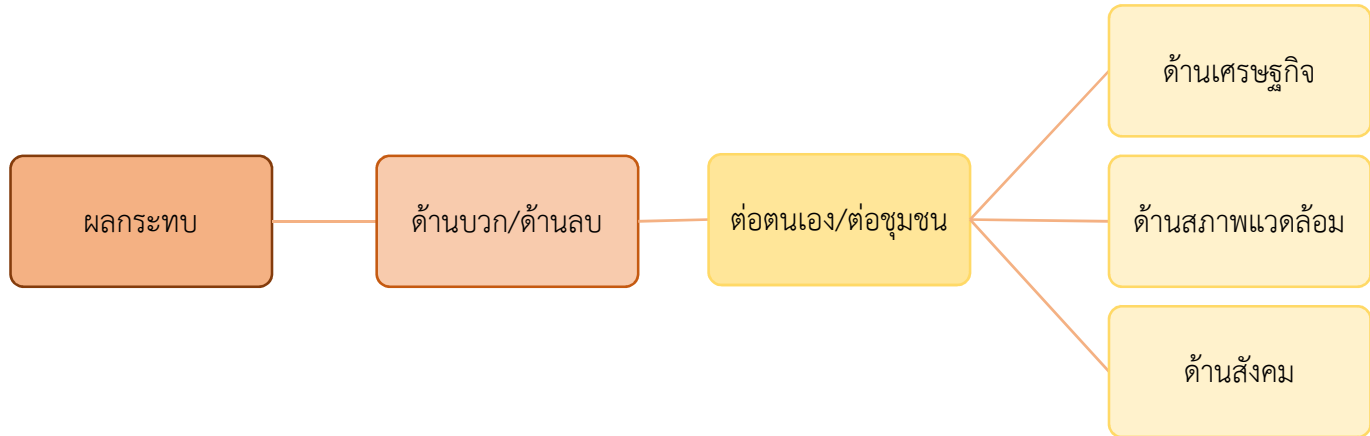 ผลกระทบ
ด้านบวก/ด้านลบ
ต่อตนเอง/ต่อชุมชน
ด้านเศรษฐกิจ
ด้านสภาพแวดล้อม
ด้านสังคม